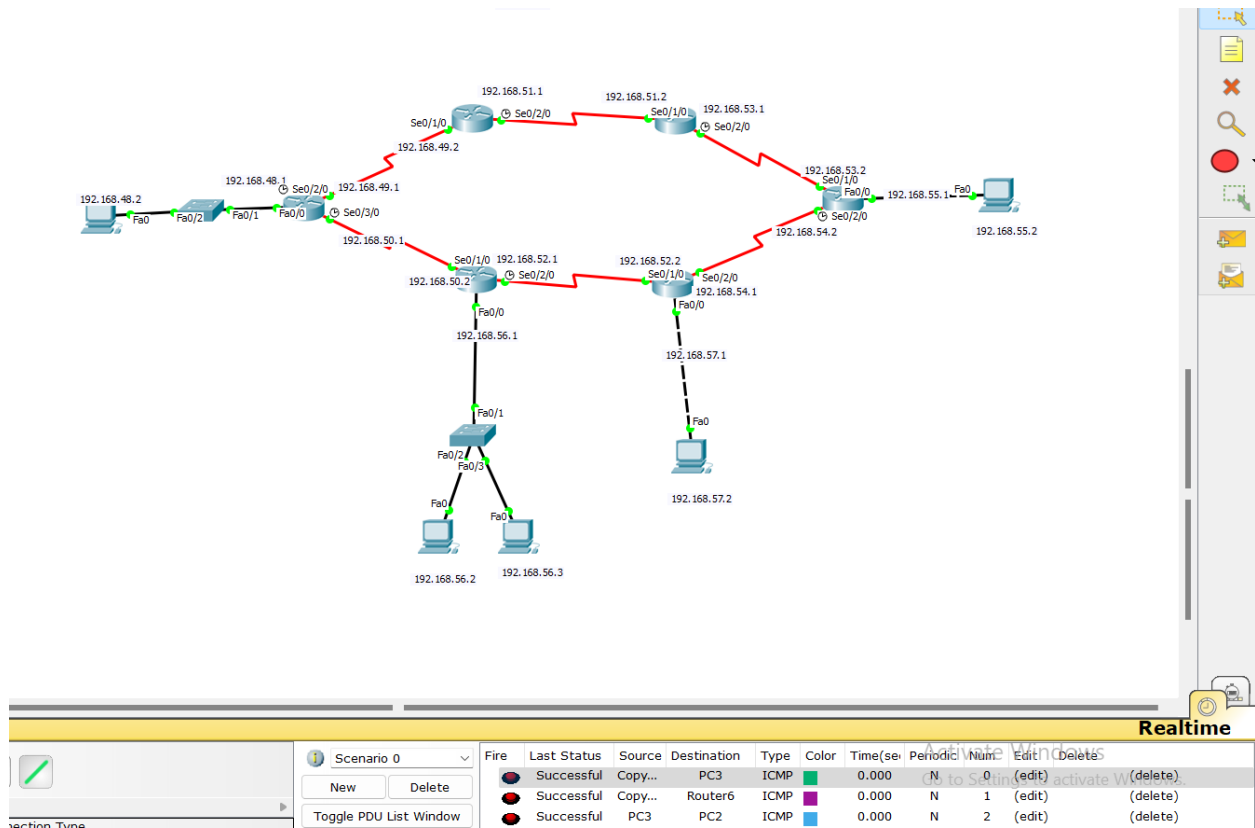 192.168.51.1
192.168.51.2
192.168.53.1
Se0/1/0
Se0/2/0
Se0/1/0
Se0/2/0
192.168.49.2
192.168.48.1
Se0/2/0
192.168.49.1
192.168.53.2
Se0/1/0
192.168.48.2
Fa0
Fa0/2
Fa0/1
Fa0/0
Se0/3/0
Fa0/0
192.168.55.1
Fa0
Se0/2/0
192.168.54.2
192.168.55.2
192.168.50.1
Se0/1/0
192.168.52.1
192.168.52.2
192.168.50.2
Se0/2/0
Se0/1/0
Se0/2/0
192.168.54.1
Fa0/0
Fa0/0
192.168.56.1
192.168.57.1
Fa0/1
Fa0
Fa0/2
Fa0/3
192.168.57.2
Fa0
Fa0
192.168.56.2
192.168.56.3
Realtime
Activate Windows
Go to Settings to activate Windows.
Scenario 0
New Delete
Toggle PDU List Window
Fire Last Status Source Destination Type Color Time(sec Periodic Num Edit Delete
Successful Copy... PC3 ICMP 0.000 N 0 (edit) (delete)
Successful Copy... Router6 ICMP 0.000 N 1 (edit) (delete)
Successful PC3 PC2 ICMP 0.000 N 2 (edit) (delete)